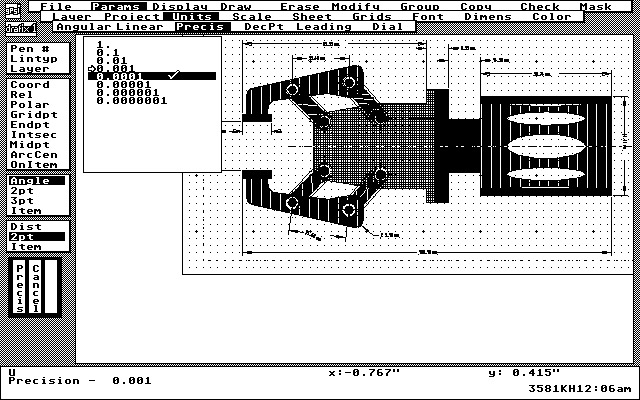 File Params Display Draw Erase Modify Group Copy Check Mask
Layer Project Units Scale Sheet Grids Font Dimens Color
Angular Linear Precis DecPt Leading Dial
1.
0.1
0.01
0.001
0.0001
0.00001
0.000001
0.0000001
Pen #
Lintyp
Layer
Coord
Rel
Polar
Gridpt
Endpt
Intsec
Midpt
ArcCen
OnItem
Angle
2pt
3pt
Item
Dist
2pt
Item
Precis
Cancel
U x:-0.767" y: 0.415"
Precision - 0.001
3581KH12:06am